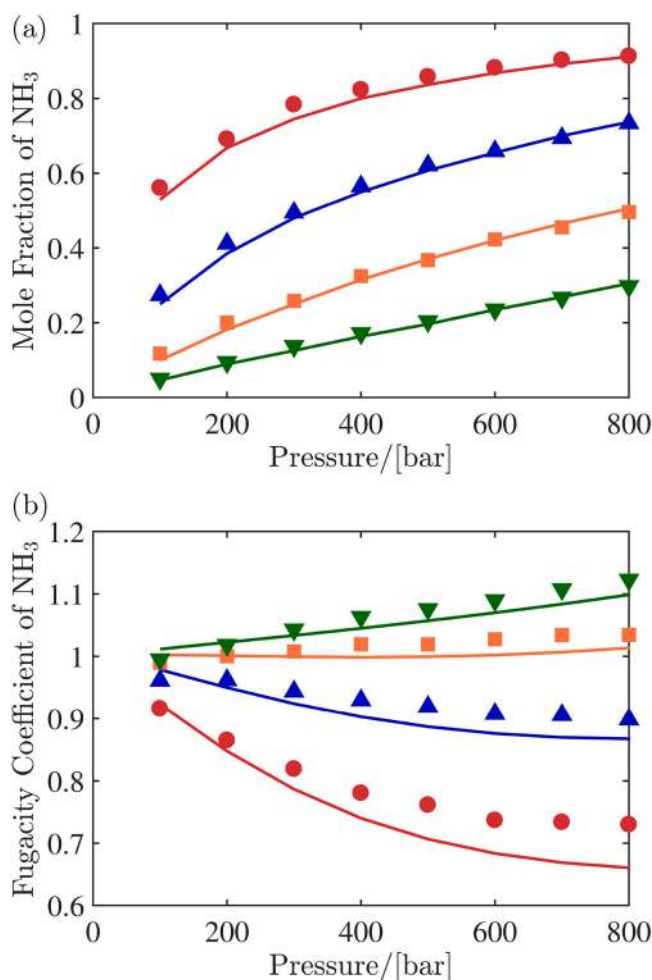 (a)
Mole Fraction of NH3
1
0.8
0.6
0.4
0.2
0
0 200 400 600 800
Pressure/[bar]
(b)
Fugacity Coefficient of NH3
1.2
1.1
1
0.9
0.8
0.7
0.6
0 200 400 600 800
Pressure/[bar]